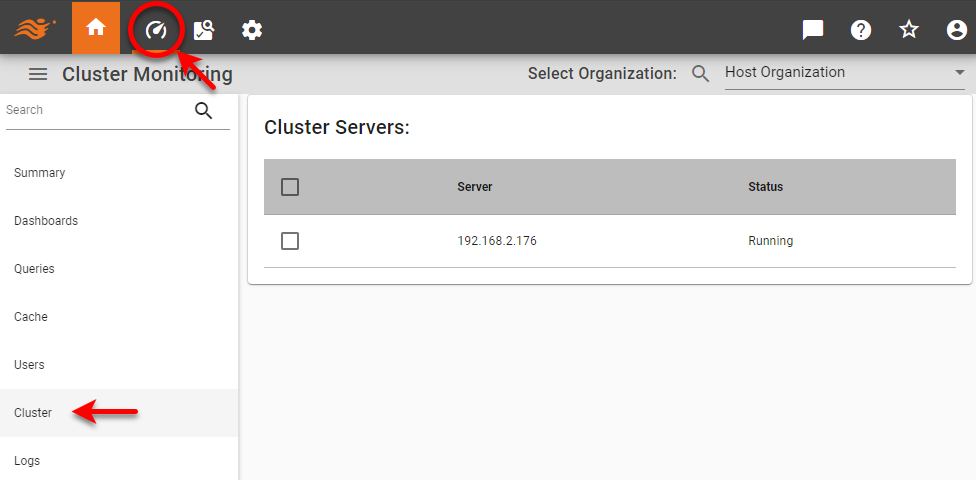 Cluster Monitoring
Select Organization:
Host Organization
Search
Summary
Dashboards
Queries
Cache
Users
Cluster
Logs
Cluster Servers:
Server Status
192.168.2.176 Running